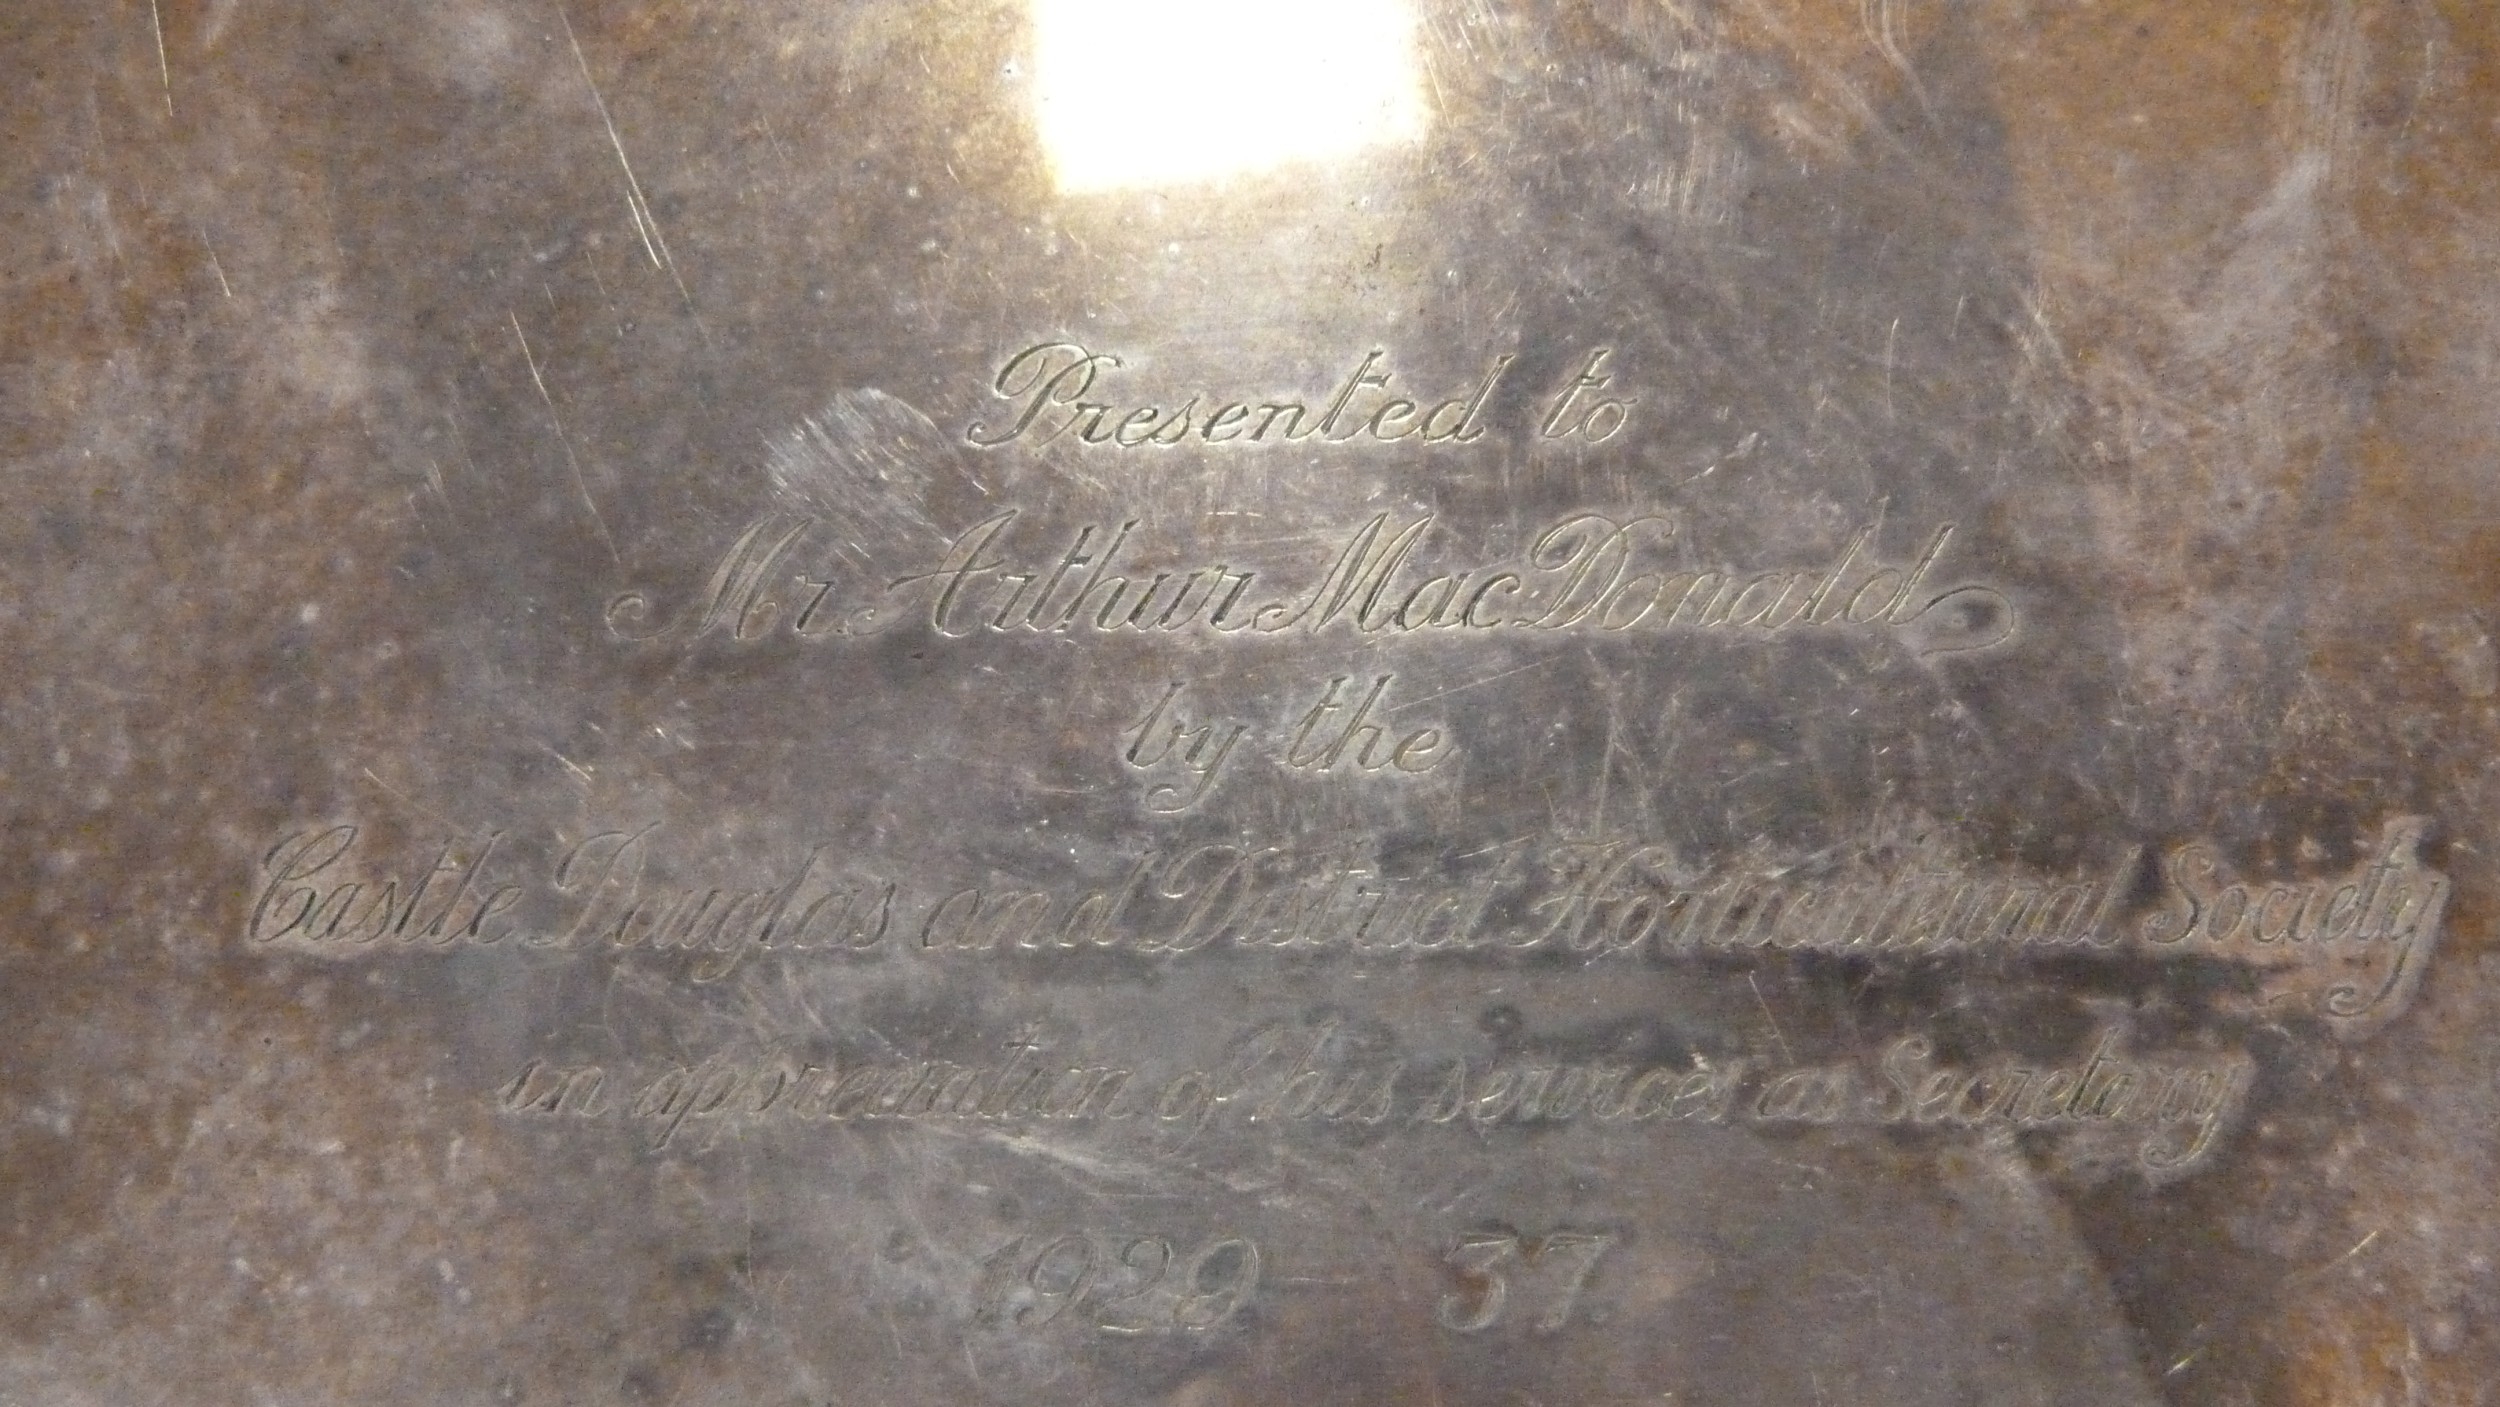 Presented to
Mr. Arthur MacDonald
by the
Castle Douglas and District Horticultural Society
in appreciation of his services as Secretary
1929 37